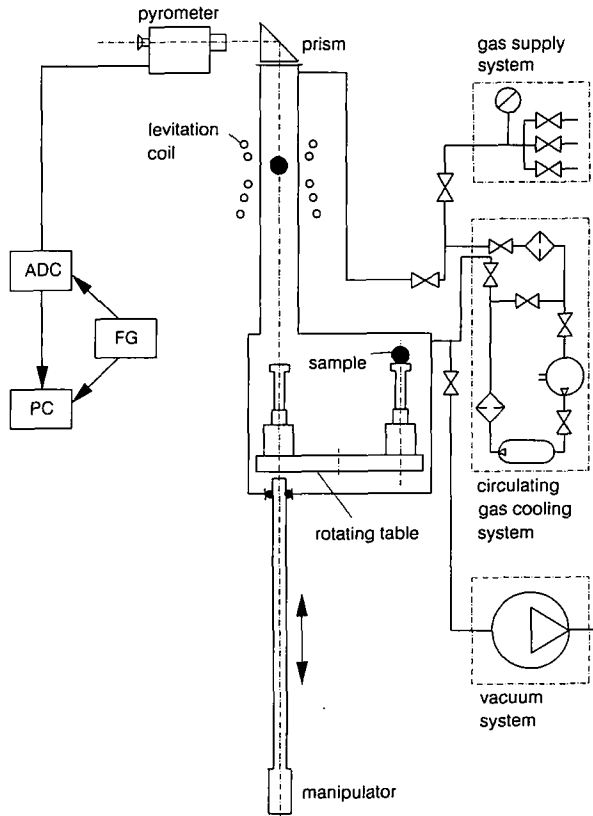 pyrometer
prism
gas supply
system
levitation
coil
ADC
FG
PC
sample
rotating table
circulating
gas cooling
system
vacuum
system
manipulator